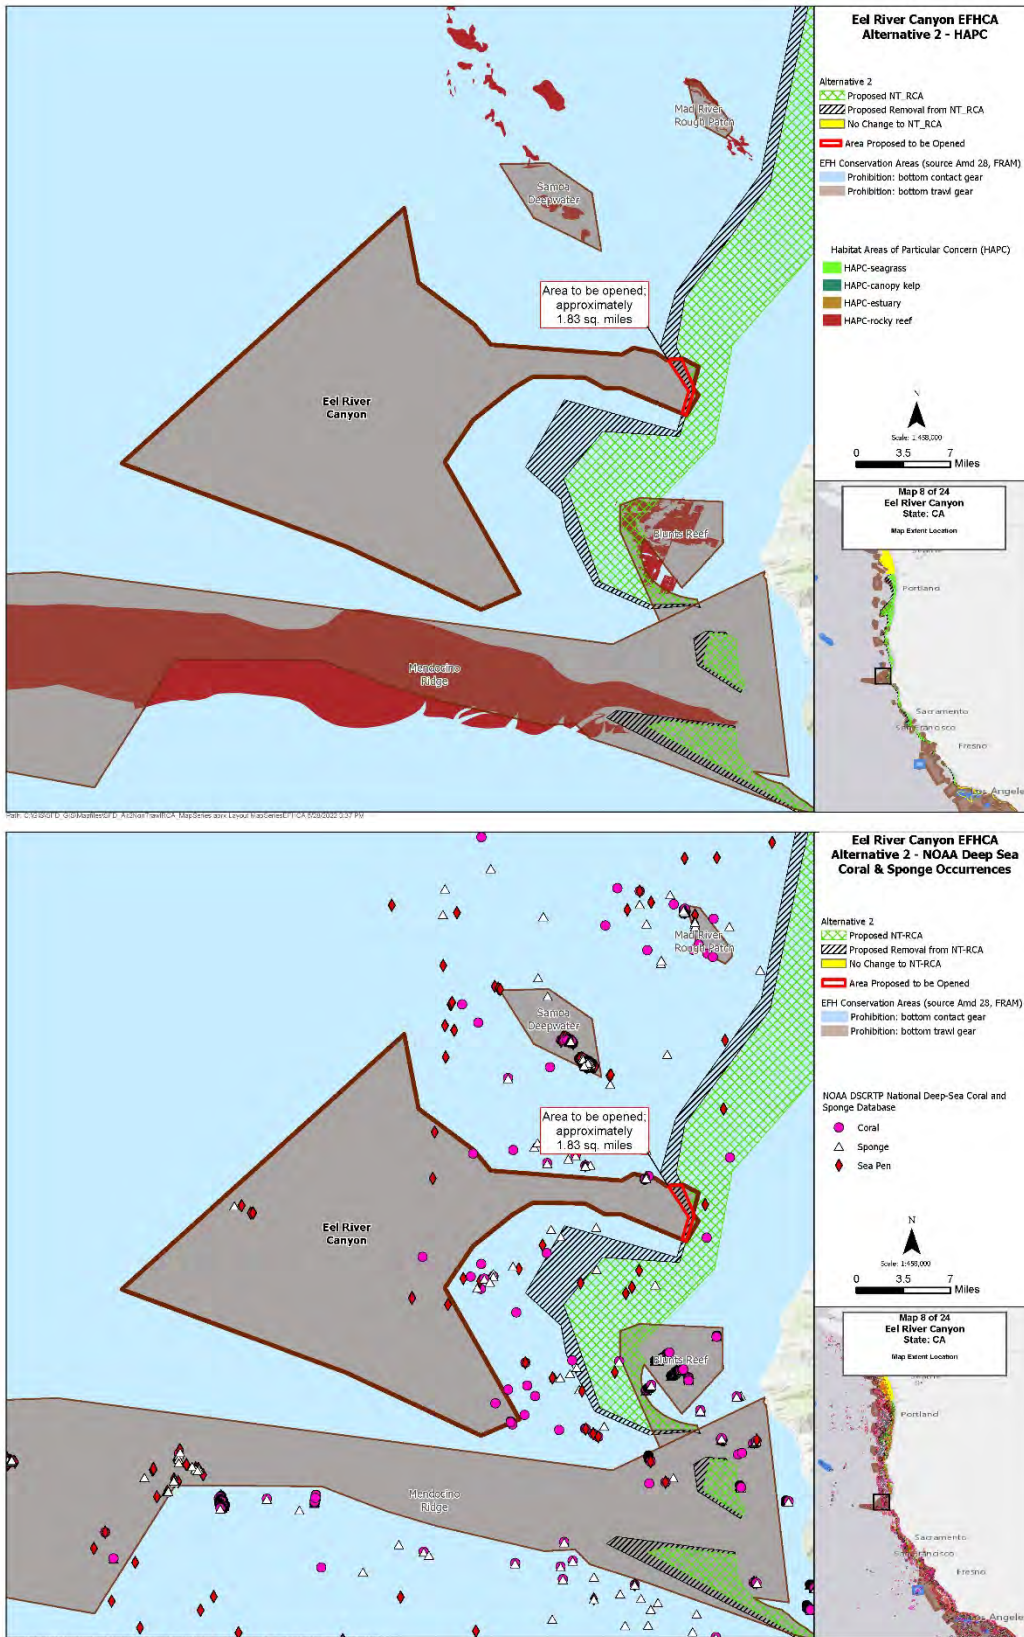 Eel River Canyon EFHCA
Alternative 2 - HAPC
Alternative 2
Proposed NT_RCA
Proposed Removal from NT_RCA
No Change to NT_RCA
Area Proposed to be Opened
EFH Conservation Areas (source Amd 28, FRAM)
Prohibition: bottom contact gear
Prohibition: bottom trawl gear
Habitat Areas of Particular Concern (HAPC)
HAPC-seagrass
HAPC-canopy kelp
HAPC-estuary
HAPC-rocky reef
N
Scale: 1:458,000
0 3.5 7
Miles
Map 8 of 24
Eel River Canyon
State: CA
Map Extent Location
Portland
Sacramento
San Francisco
Fresno
Los Angeles
Mad River
Rough Patch
Samoa
Deepwater
Area to be opened;
approximately
1.83 sq. miles
Eel River
Canyon
Blunts Reef
Mendocino
Ridge
Eel River Canyon EFHCA
Alternative 2 - NOAA Deep Sea
Coral & Sponge Occurrences
Alternative 2
Proposed NT-RCA
Proposed Removal from NT-RCA
No Change to NT-RCA
Area Proposed to be Opened
EFH Conservation Areas (source Amd 28, FRAM)
Prohibition: bottom contact gear
Prohibition: bottom trawl gear
NOAA DSCRTP National Deep-Sea Coral and
Sponge Database
Coral
Sponge
Sea Pen
N
Scale: 1:458,000
0 3.5 7
Miles
Map 8 of 24
Eel River Canyon
State: CA
Map Extent Location
Portland
Sacramento
San Francisco
Fresno
Los Angeles
Mad River
Rough Patch
Samoa
Deepwater
Area to be opened;
approximately
1.83 sq. miles
Eel River
Canyon
Blunts Reef
Mendocino
Ridge